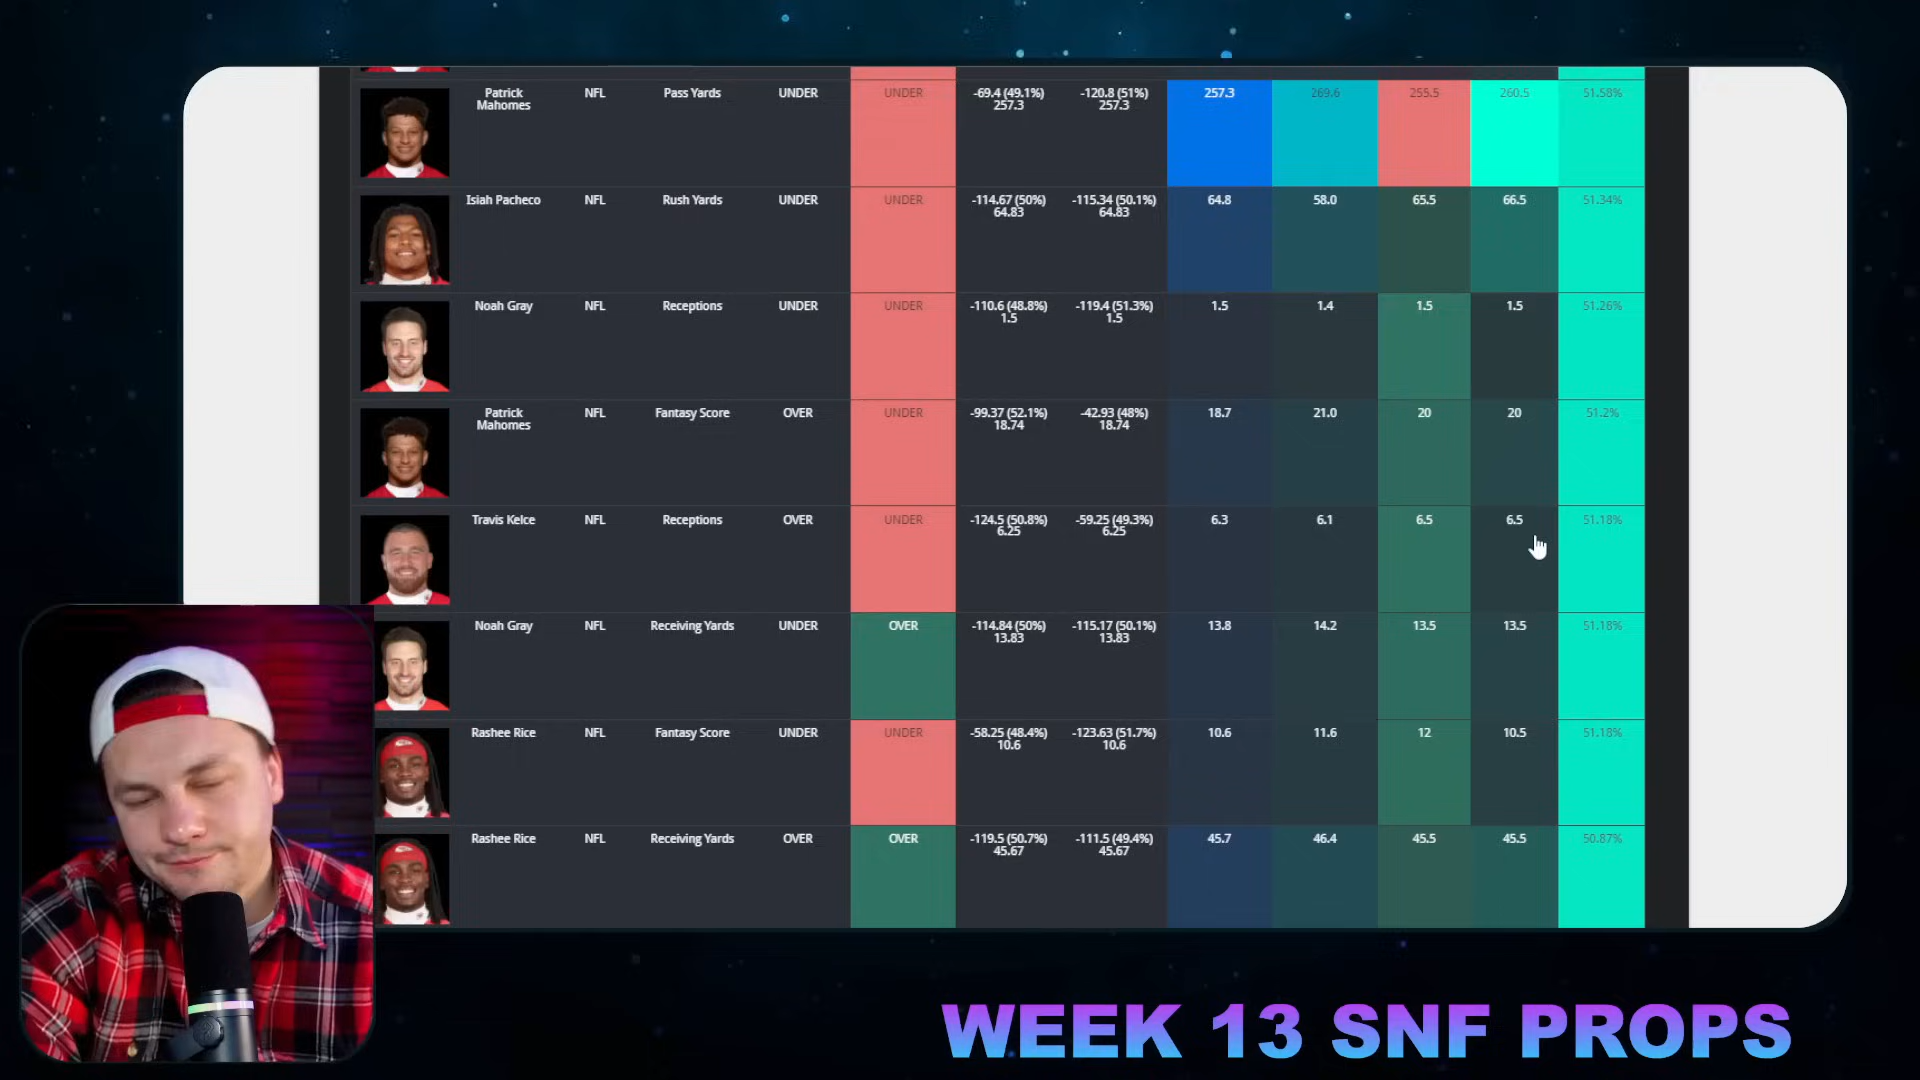 Patrick Mahomes NFL Pass Yards UNDER UNDER -69.4 (49.1%) 257.3 -120.8 (51%) 257.3 257.3 269.6 255.5 260.5 51.58%
Isiah Pacheco NFL Rush Yards UNDER UNDER -114.67 (50%) 64.83 -115.34 (50.1%) 64.83 64.8 58.0 65.5 66.5 51.34%
Noah Gray NFL Receptions UNDER UNDER -110.6 (48.8%) 1.5 -119.4 (51.3%) 1.5 1.5 1.4 1.5 1.5 51.26%
Patrick Mahomes NFL Fantasy Score OVER UNDER -99.37 (52.1%) 18.74 -42.93 (48%) 18.74 18.7 21.0 20 20 51.2%
Travis Kelce NFL Receptions OVER UNDER -124.5 (50.8%) 6.25 -59.25 (49.3%) 6.25 6.3 6.1 6.5 6.5 51.18%
Noah Gray NFL Receiving Yards UNDER OVER -114.84 (50%) 13.83 -115.17 (50.1%) 13.83 13.8 14.2 13.5 13.5 51.18%
Rashee Rice NFL Fantasy Score UNDER UNDER -58.25 (48.4%) 10.6 -123.63 (51.7%) 10.6 10.6 11.6 12 10.5 51.18%
Rashee Rice NFL Receiving Yards OVER OVER -119.5 (50.7%) 45.67 -111.5 (49.4%) 45.67 45.7 46.4 45.5 45.5 50.87%
WEEK 13 SNF PROPS